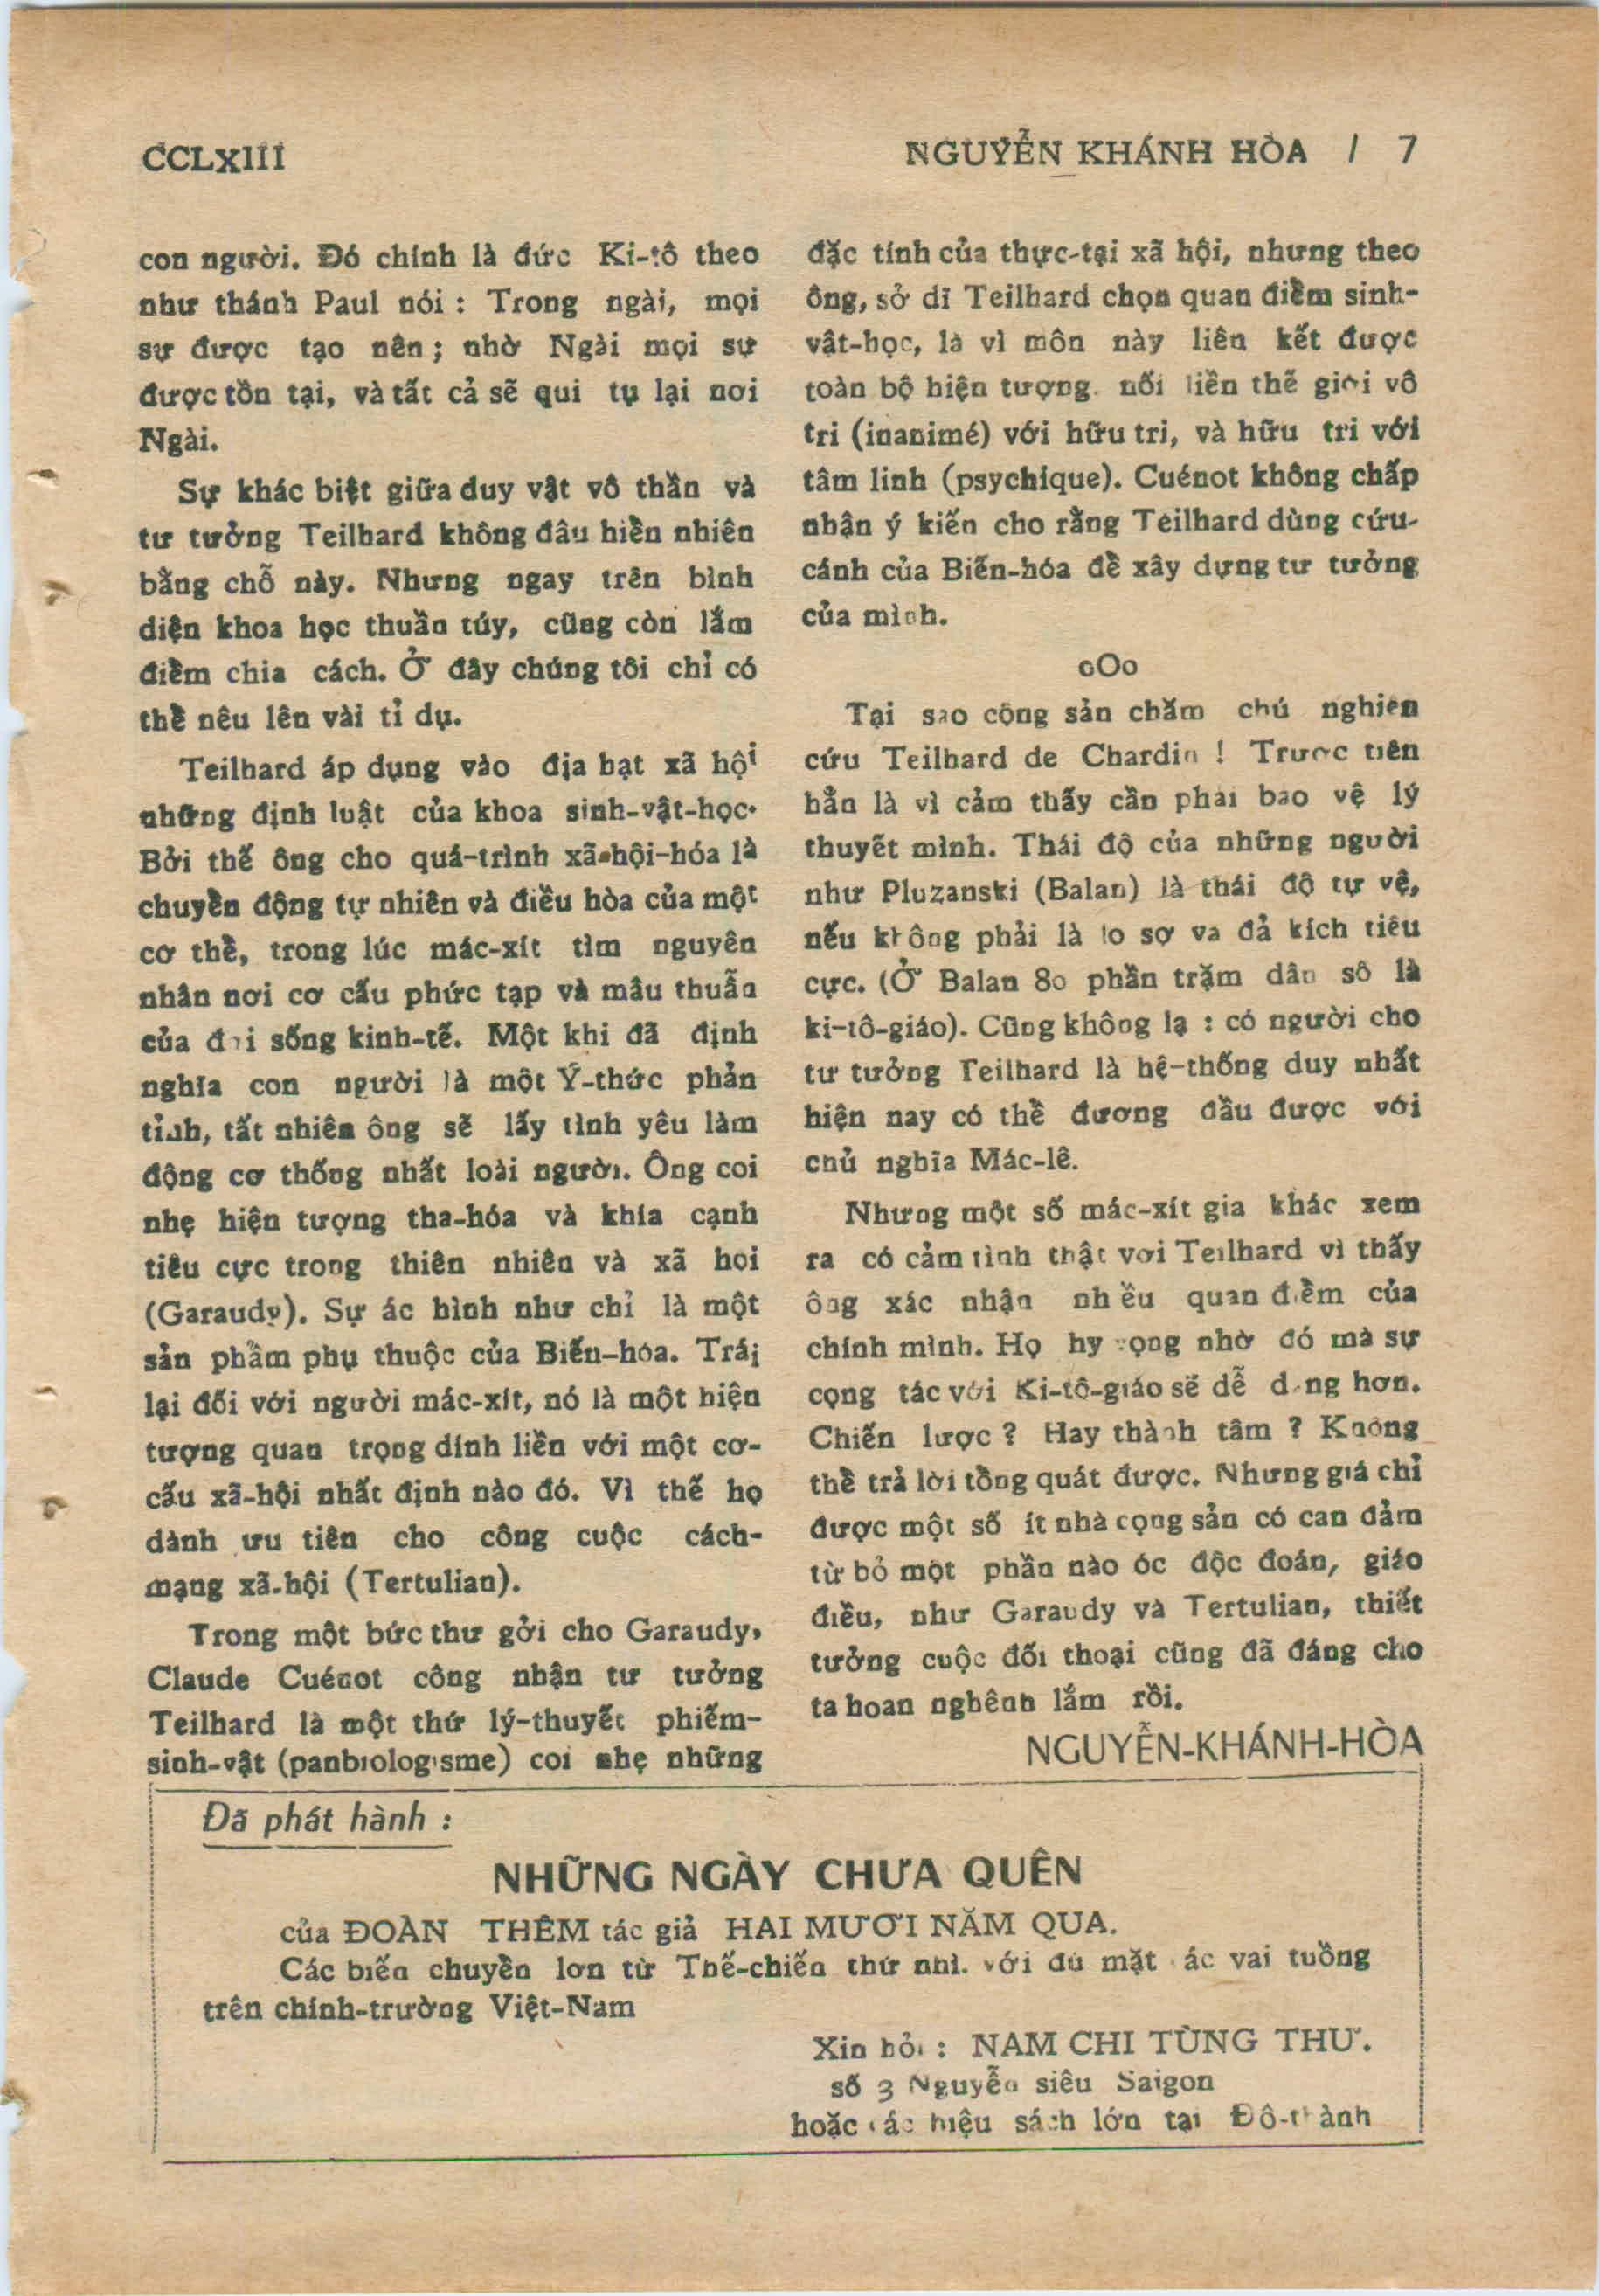 CCLXIII
NGUYỄN KHÁNH HÒA / 7
con người. Đó chính là đức Ki-tô theo
như thánh Paul nói : Trong ngài, mọi
sự được tạo nên ; nhờ Ngài mọi sự
được tồn tại, và tất cả sẽ qui tụ lại nơi
Ngài.
Sự khác biệt giữa duy vật vô thần và
tư tưởng Teilhard không đâu hiển nhiên
bằng chỗ này. Nhưng ngay trên bình
diện khoa học thuần túy, cũng còn lắm
điểm chia cách. Ở đây chúng tôi chỉ có
thể nêu lên vài tỉ dụ.
Teilhard áp dụng vào địa hạt xã hội
những định luật của khoa sinh-vật-học.
Bởi thế ông cho quá-trình xã-hội-hóa là
chuyển động tự nhiên và điều hòa của một
cơ thể, trong lúc mác-xít tìm nguyên
nhân nơi cơ cấu phức tạp và mâu thuẫn
của đời sống kinh-tế. Một khi đã định
nghĩa con người là một Ý-thức phản
tỉnh, tất nhiên ông sẽ lấy tình yêu làm
động cơ thống nhất loài người. Ông coi
nhẹ hiện tượng tha-hóa và khía cạnh
tiêu cực trong thiên nhiên và xã hoi
(Garaudy). Sự ác hình như chỉ là một
sản phẩm phụ thuộc của Biến-hóa. Trái
lại đối với người mác-xít, nó là một hiện
tượng quan trọng dính liền với một cơ-
cấu xã-hội nhất định nào đó. Vì thế họ
dành ưu tiên cho công cuộc cách-
mạng xã-hội (Tertulian).
Trong một bức thư gởi cho Garaudy,
Claude Cuénot công nhận tư tưởng
Teilhard là một thứ lý-thuyết phiếm-
sinh-vật (panbiologisme) coi nhẹ những
đặc tính của thực-tại xã hội, nhưng theo
ông, sở dĩ Teilhard chọn quan điểm sinh-
vật-học, là vì môn này liên kết được
toàn bộ hiện tượng. nối liền thế giới vô
tri (inanimé) với hữu tri, và hữu tri với
tâm linh (psychique). Cuénot không chấp
nhận ý kiến cho rằng Teilhard dùng cứu-
cánh của Biến-hóa để xây dựng tư tưởng
của mình.
oOo
Tại sao cộng sản chăm chú nghiên
cứu Teilhard de Chardin ! Trước tiên
hẳn là vì cảm thấy cần phải bảo vệ lý
thuyết mình. Thái độ của những người
như Pluzanski (Balan) là thái độ tự vệ,
nếu không phải là lo sợ và đả kích tiêu
cực. (Ở Balan 80 phần trặm dân số là
ki-tô-giáo). Cũng không lạ : có người cho
tư tưởng Teilhard là hệ-thống duy nhất
hiện nay có thể đương đầu được với
chủ nghĩa Mác-lê.
Nhưng một số mác-xít gia khác xem
ra có cảm tình thật với Teilhard vì thấy
ông xác nhận nhiều quan điểm của
chính mình. Họ hy vọng nhờ đó mà sự
cọng tác với Ki-tô-giáo sẽ dễ dàng hơn.
Chiến lược ? Hay thành tâm ? Không
thể trả lời tổng quát được. Nhưng giá chỉ
được một số ít nhà cọng sản có can đảm
từ bỏ một phần nào óc độc đoán, giáo
điều, như Garaudy và Tertulian, thiết
tưởng cuộc đối thoại cũng đã đáng cho
ta hoan nghênh lắm rồi.
NGUYỄN-KHÁNH-HÒA
Đã phát hành :
NHỮNG NGÀY CHƯA QUÊN
của ĐOÀN THÊM tác giả HAI MƯƠI NĂM QUA.
Các biến chuyển lớn từ Thế-chiến thứ nhì. với đủ mặt các vai tuồng
trên chính-trường Việt-Nam
Xin hỏi : NAM CHI TÙNG THƯ.
số 3 Nguyễn siêu Saigon
hoặc các hiệu sách lớn tại Đô-thành